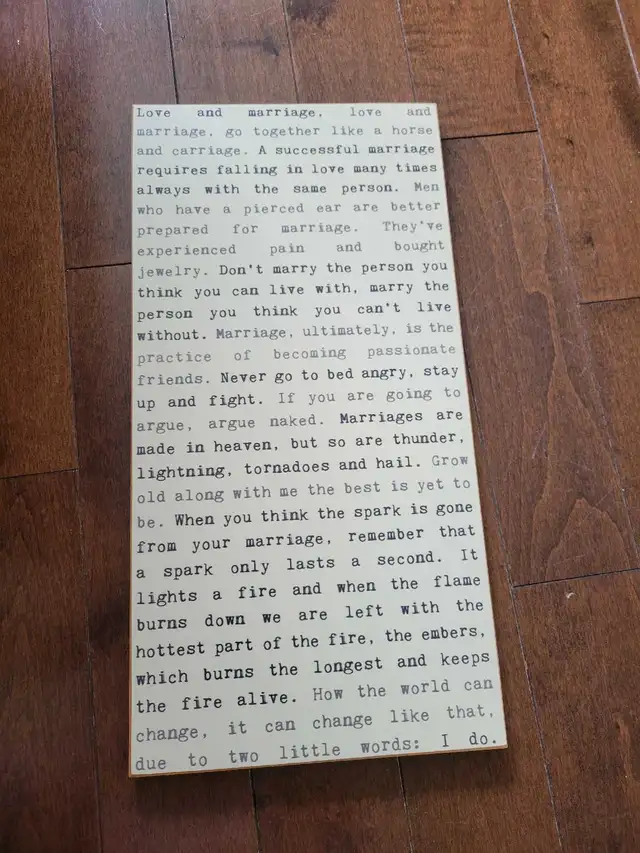 Love and marriage, love and
marriage, go together like a horse
and carriage. A successful marriage
requires falling in love many times
always with the same person. Men
who have a pierced ear are better
prepared for marriage. They've
experienced pain and bought
jewelry. Don't marry the person you
think you can live with, marry the
person you think you can't live
without. Marriage, ultimately, is the
practice of becoming passionate
friends. Never go to bed angry, stay
up and fight. If you are going to
argue, argue naked. Marriages are
made in heaven, but so are thunder,
lightning, tornadoes and hail. Grow
old along with me the best is yet to
be. When you think the spark is gone
from your marriage, remember that
a spark only lasts a second. It
lights a fire and when the flame
burns down we are left with the
hottest part of the fire, the embers,
which burns the longest and keeps
the fire alive. How the world can
change, it can change like that,
due to two little words: I do.